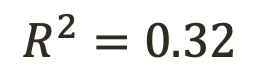 R² = 0.32